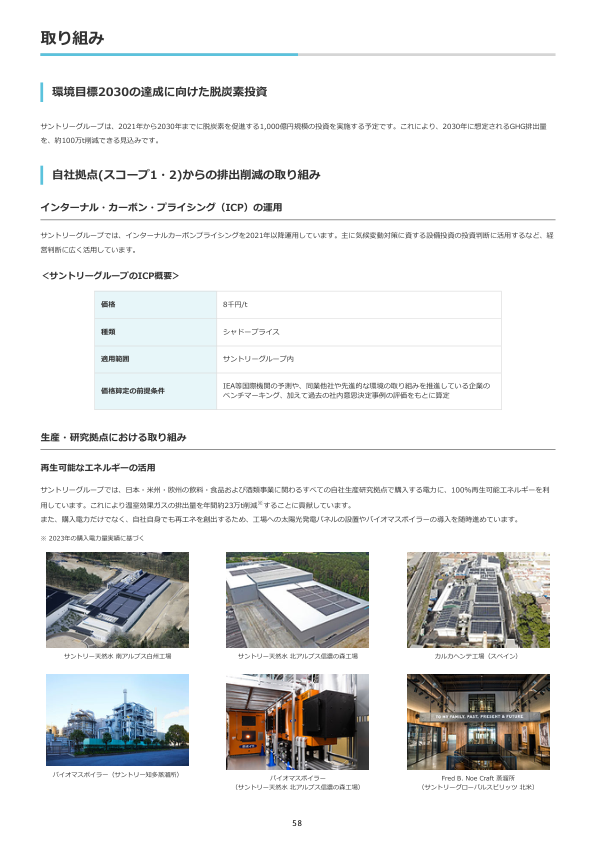 取り組み
環境目標2030の達成に向けた脱炭素投資
サントリーグループは、2021年から2030年までに脱炭素を促進する1,000億円規模の投資を実施する予定です。これにより、2030年に想定されるGHG排出量
を、約100万t削減できる見込みです。
自社拠点(スコープ1・2)からの排出削減の取り組み
インターナル・カーボン・プライシング（ICP）の運用
サントリーグループでは、インターナルカーボンプライシングを2021年以降運用しています。主に気候変動対策に資する設備投資の投資判断に活用するなど、経
営判断に広く活用しています。
＜サントリーグループのICP概要＞
価格 8千円/t
種類 シャドープライス
適用範囲 サントリーグループ内
価格算定の前提条件 IEA等国際機関の予測や、同業他社や先進的な環境の取り組みを推進している企業の
ベンチマーキング、加えて過去の社内意思決定事例の評価をもとに算定
生産・研究拠点における取り組み
再生可能なエネルギーの活用
サントリーグループでは、日本・米州・欧州の飲料・食品および酒類事業に関わるすべての自社生産研究拠点で購入する電力に、100%再生可能エネルギーを利
用しています。これにより温室効果ガスの排出量を年間約23万t削減※することに貢献しています。
また、購入電力だけでなく、自社自身でも再エネを創出するため、工場への太陽光発電パネルの設置やバイオマスボイラーの導入を随時進めています。
※ 2023年の購入電力量実績に基づく
サントリー天然水 南アルプス白州工場
サントリー天然水 北アルプス信濃の森工場
カルカヘンテ工場（スペイン）
TO MY FAMILY, PAST, PRESENT & FUTURE
バイオマスボイラー（サントリー知多蒸溜所）
バイオマスボイラー
（サントリー天然水 北アルプス信濃の森工場）
Fred B. Noe Craft 蒸溜所
（サントリーグローバルスピリッツ 北米）
58